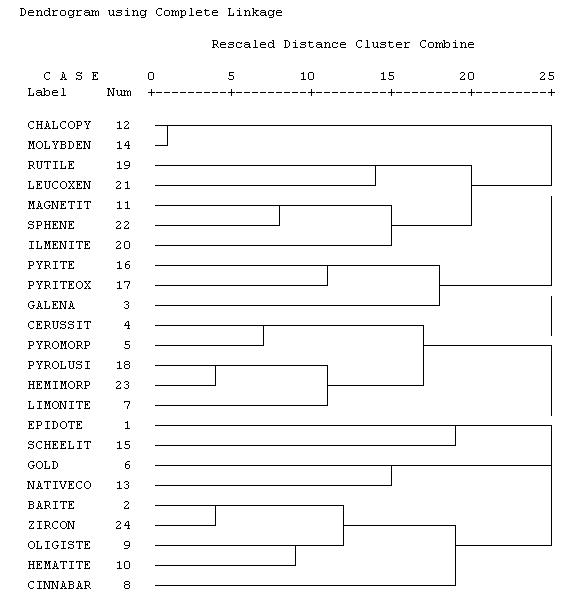 Dendrogram using Complete Linkage
Rescaled Distance Cluster Combine
C A S E 0 5 10 15 20 25
Label Num
CHALCOPY 12
MOLYBDEN 14
RUTILE 19
LEUCOXEN 21
MAGNETIT 11
SPHENE 22
ILMENITE 20
PYRITE 16
PYRITEOX 17
GALENA 3
CERUSSIT 4
PYROMORP 5
PYROLUSI 18
HEMIMORP 23
LIMONITE 7
EPIDOTE 1
SCHEELIT 15
GOLD 6
NATIVECO 13
BARITE 2
ZIRCON 24
OLIGISTE 9
HEMATITE 10
CINNABAR 8